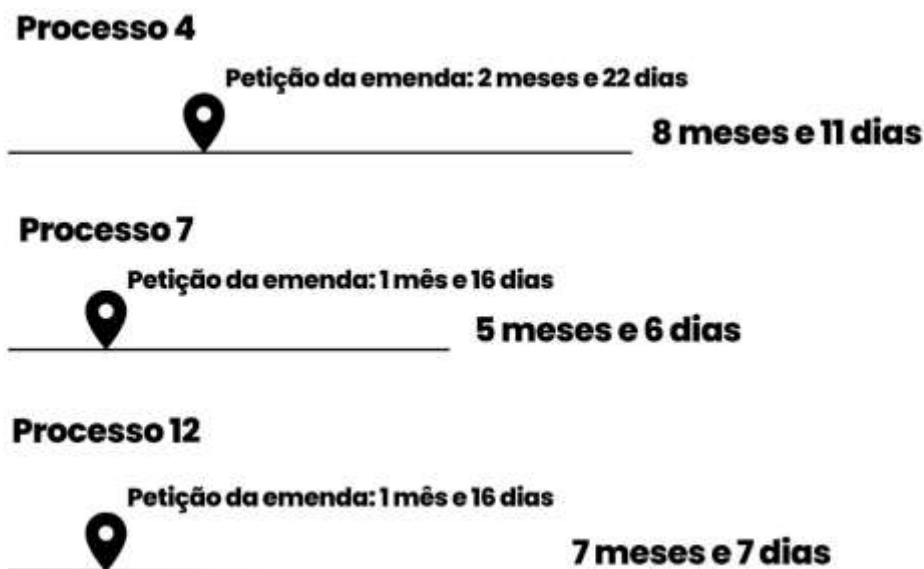 Processo 4
Petição da emenda: 2 meses e 22 dias
8 meses e 11 dias
Processo 7
Petição da emenda: 1 mês e 16 dias
5 meses e 6 dias
Processo 12
Petição da emenda: 1 mês e 16 dias
7 meses e 7 dias